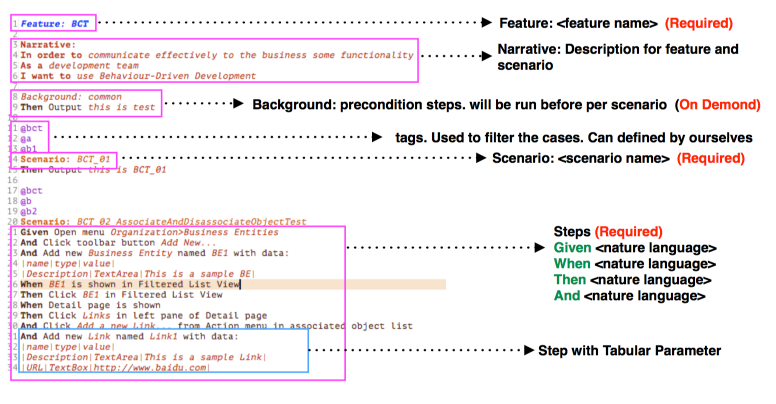 1 Feature: BCT
Feature: <feature name> (Required)
2
3 Narrative:
4 In order to communicate effectively to the business some functionality
5 As a development team
6 I want to use Behaviour-Driven Development
Narrative: Description for feature and
scenario
7
8 Background: common
9 Then Output this is test
Background: precondition steps. will be run before per scenario (On Demond)
10
11 @bct
12 @a
13 @b1
tags. Used to filter the cases. Can defined by ourselves
14 Scenario: BCT_01
Scenario: <scenario name> (Required)
15 Then Output this is BCT_01
16
17 @bct
18 @b
19 @b2
20 Scenario: BCT_02_AssociateAndDisassociateObjectTest
21 Given Open menu Organization>Business Entities
22 And Click toolbar button Add New...
23 And Add new Business Entity named BE1 with data:
24 |name|type|value|
25 |Description|TextArea|This is a sample BE|
26 When BE1 is shown in Filtered List View
27 Then Click BE1 in Filtered List View
28 When Detail page is shown
29 Then Click Links in left pane of Detail page
30 And Click Add a new Link... from Action menu in associated object list
31 And Add new Link named Link1 with data:
32 |name|type|value|
33 |Description|TextArea|This is a sample Link|
34 |URL|TextBox|http://www.baidu.com|
Steps (Required)
Given <nature language>
When <nature language>
Then <nature language>
And <nature language>
Step with Tabular Parameter